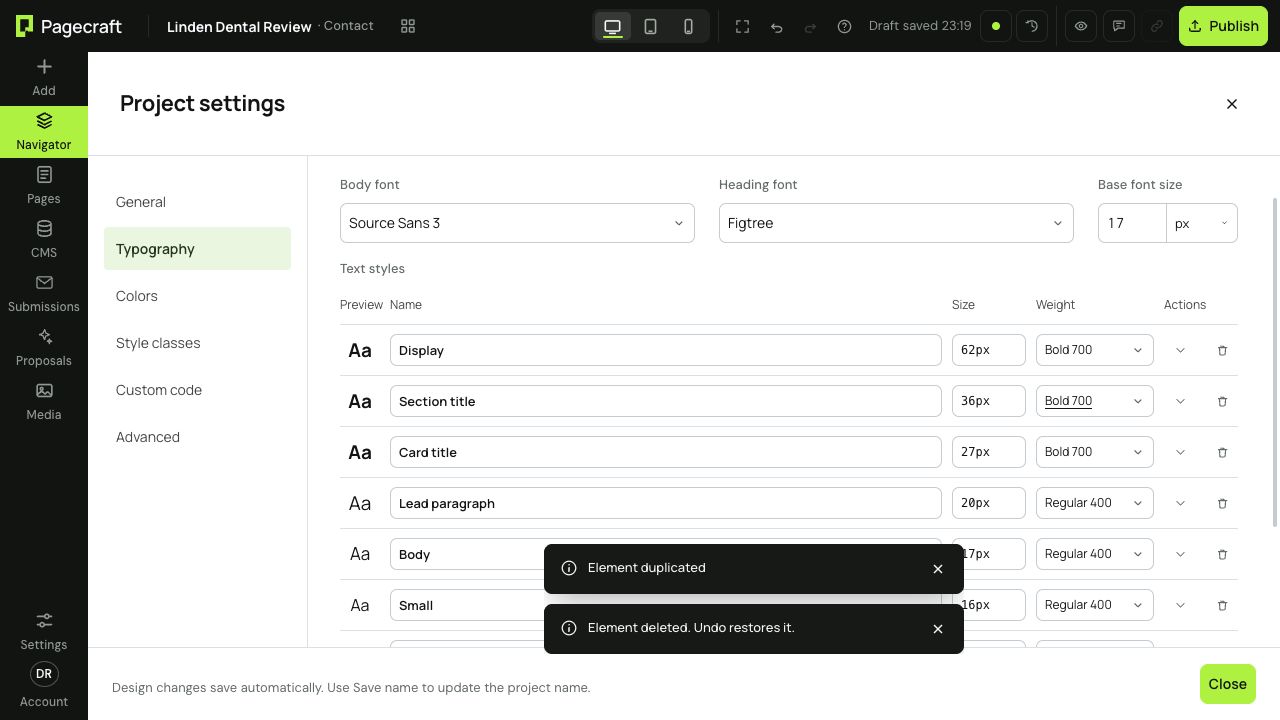 Pagecraft
Linden Dental Review · Contact
Draft saved 23:19
Publish
Add
Navigator
Pages
CMS
Submissions
Proposals
Media
Settings
DR
Account
Project settings
General
Typography
Colors
Style classes
Custom code
Advanced
Body font
Heading font
Base font size
Source Sans 3
Figtree
17
px
Text styles
Preview Name Size Weight Actions
Aa Display 62px Bold 700
Aa Section title 36px Bold 700
Aa Card title 27px Bold 700
Aa Lead paragraph 20px Regular 400
Aa Body 17px Regular 400
Aa Small 16px Regular 400
Element duplicated
Element deleted. Undo restores it.
Design changes save automatically. Use Save name to update the project name.
Close